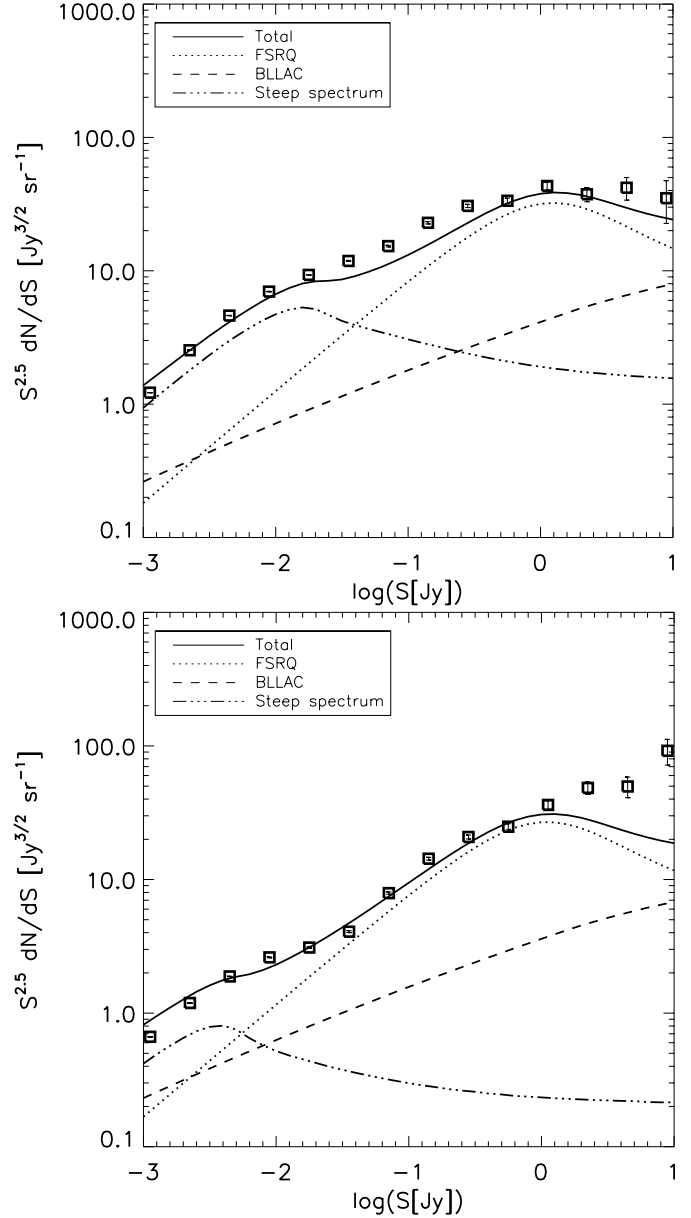 1000.0
Total
FSRQ
BLLAC
Steep spectrum
100.0
10.0
1.0
0.1
S^2.5 dN/dS [Jy^3/2 sr^−1]
−3 −2 −1 0 1
log(S[Jy])
1000.0
Total
FSRQ
BLLAC
Steep spectrum
100.0
10.0
1.0
0.1
S^2.5 dN/dS [Jy^3/2 sr^−1]
−3 −2 −1 0 1
log(S[Jy])